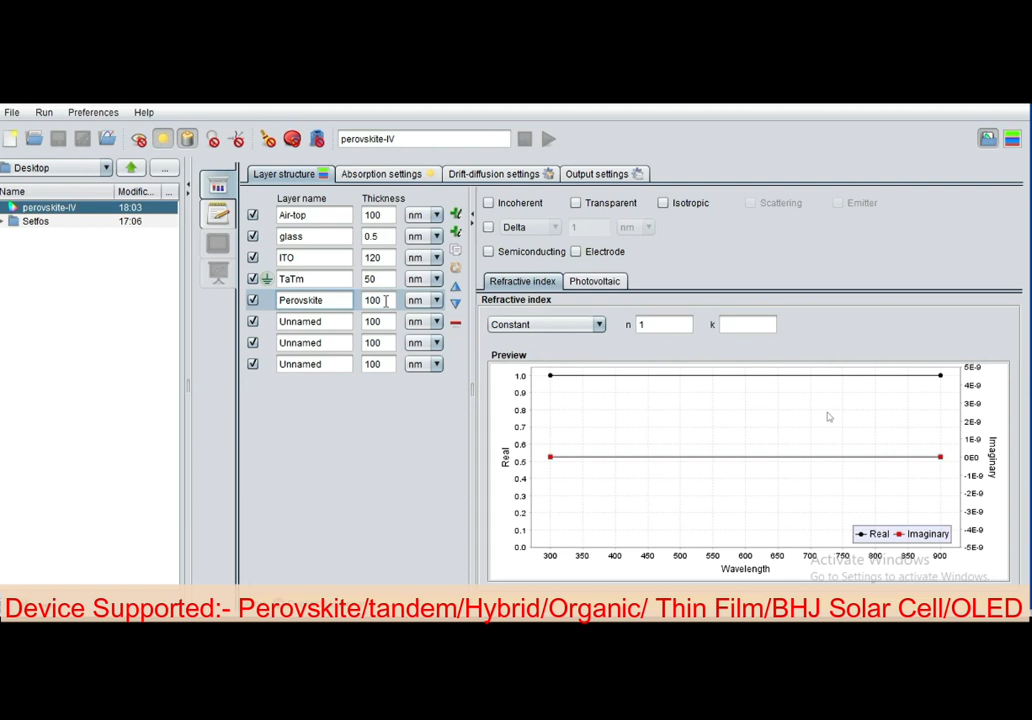 File Run Preferences Help
perovskite-IV
Desktop ...
Layer structure Absorption settings Drift-diffusion settings Output settings
Name Modific... ...
perovskite-IV 18:03
Setfos 17:06
Layer name Thickness
Air-top 100 nm
glass 0.5 nm
ITO 120 nm
TaTm 50 nm
Perovskite 100 nm
Unnamed 100 nm
Unnamed 100 nm
Unnamed 100 nm
Incoherent Transparent Isotropic Scattering Emitter
Delta 1 nm
Semiconducting Electrode
Refractive index Photovoltaic
Refractive index
Constant n 1 k
Preview
1.0
0.9
0.8
0.7
0.6
0.5
0.4
0.3
0.2
0.1
0.0
Real
5E-9
4E-9
3E-9
2E-9
1E-9
0E0
-1E-9
-2E-9
-3E-9
-4E-9
-5E-9
Imaginary
Real Imaginary
300 350 400 450 500 550 600 650 700 750 800 850 900
Wavelength
Activate Windows
Go to Settings to activate Windows.
Device Supported:- Perovskite/tandem/Hybrid/Organic/ Thin Film/BHJ Solar Cell/OLED